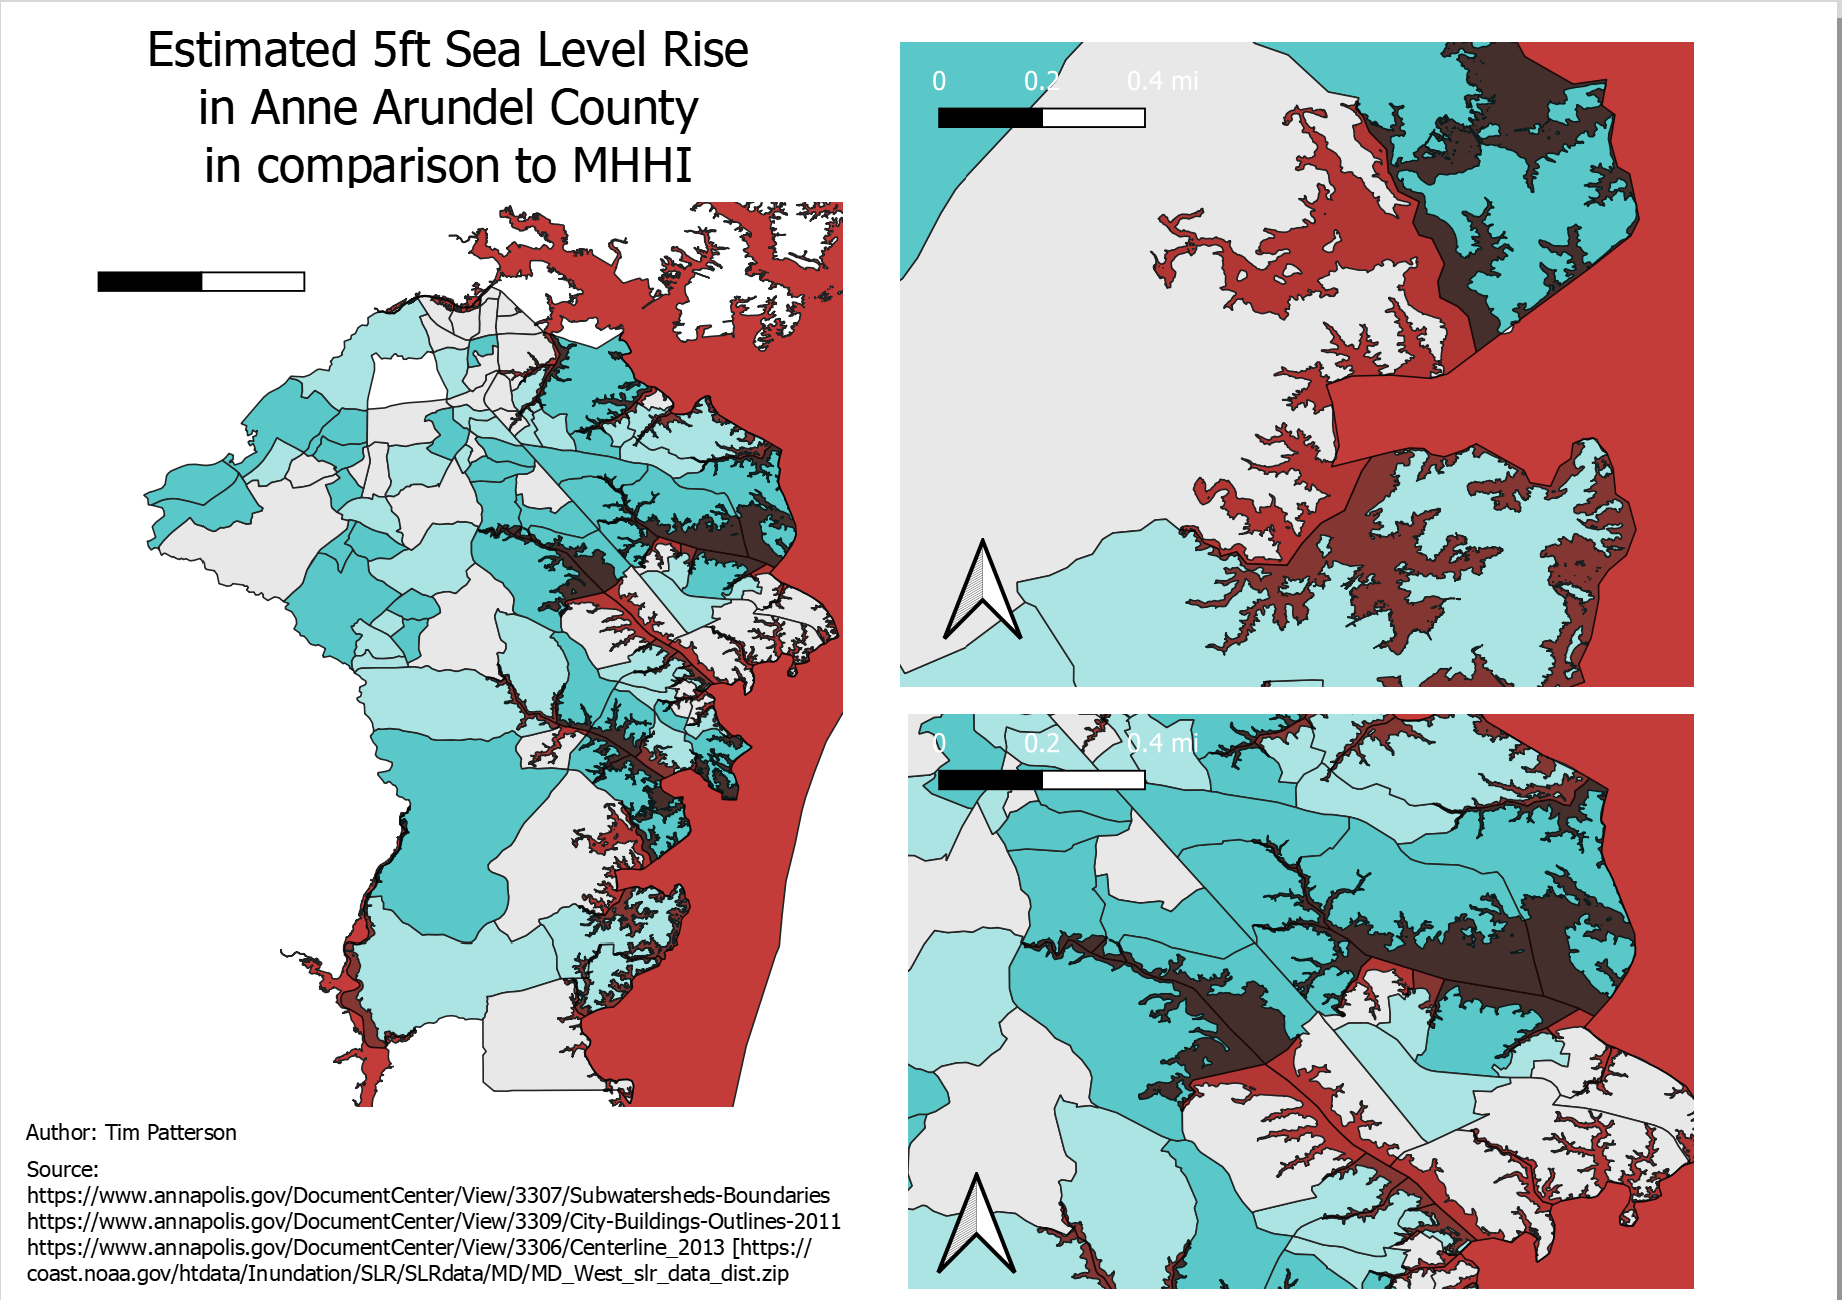 Estimated 5ft Sea Level Rise
in Anne Arundel County
in comparison to MHHI
0 0.2 0.4 mi
0 0.2 0.4 mi
Author: Tim Patterson
Source:
https://www.annapolis.gov/DocumentCenter/View/3307/Subwatersheds-Boundaries
https://www.annapolis.gov/DocumentCenter/View/3309/City-Buildings-Outlines-2011
https://www.annapolis.gov/DocumentCenter/View/3306/Centerline_2013 [https://
coast.noaa.gov/htdata/Inundation/SLR/SLRdata/MD/MD_West_slr_data_dist.zip